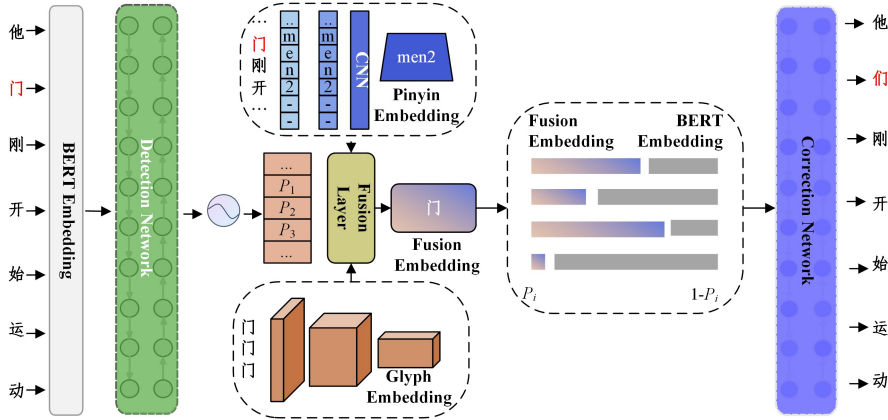 他
门
刚
开
始
运
动
BERT Embedding
Detection Network
...
门
刚
开
...
..
m
e
n
2
-
-
..
m
e
n
2
-
-
CNN
men2
Pinyin
Embedding
...
P1
P2
P3
...
Fusion
Layer
门
Fusion
Embedding
门
门
门
Glyph
Embedding
Fusion
Embedding
BERT
Embedding
Pi
1-Pi
Correction Network
他
们
刚
开
始
运
动